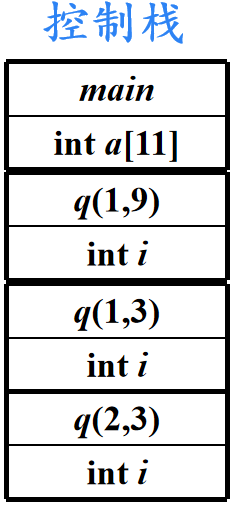 控制栈
main
int a[11]
q(1,9)
int i
q(1,3)
int i
q(2,3)
int i